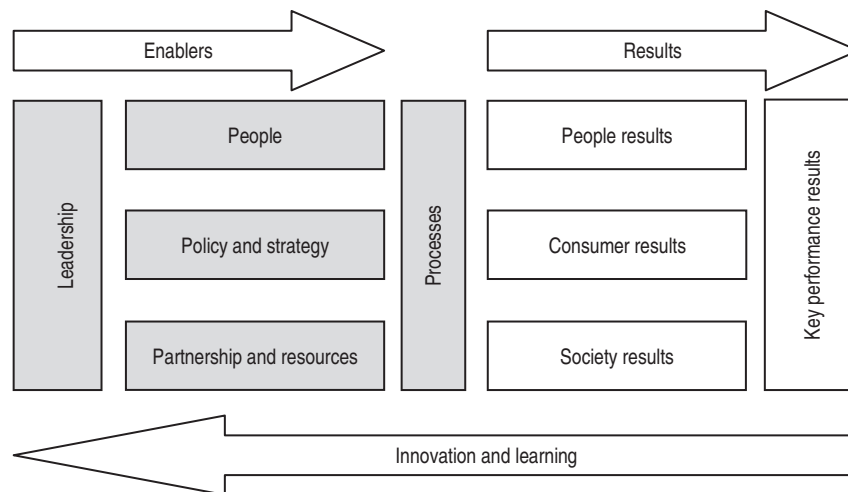 Enablers
Results
Leadership
People
Policy and strategy
Partnership and resources
Processes
People results
Consumer results
Society results
Key performance results
Innovation and learning